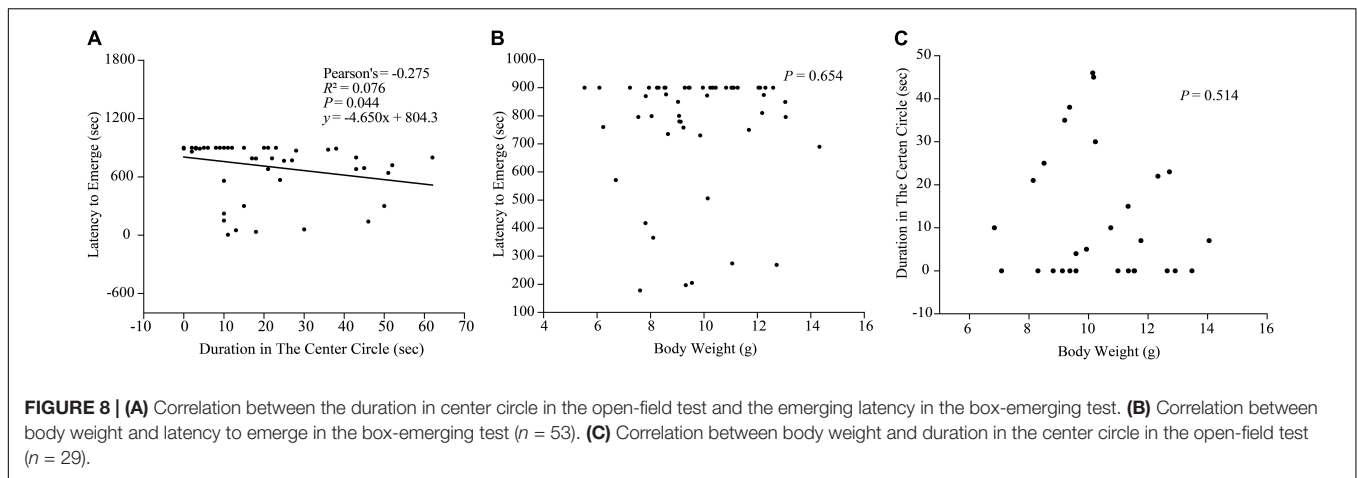 A
1800
1200
600
0
-600
-10
0
10
20
30
40
50
60
70
Latency to Emerge (sec)
Duration in The Center Circle (sec)
Pearson's = -0.275
R² = 0.076
P = 0.044
y = -4.650x + 804.3
B
1000
900
800
700
600
500
400
300
200
100
4
6
8
10
12
14
16
Latency to Emerge (sec)
Body Weight (g)
P = 0.654
C
50
40
30
20
10
0
-10
6
8
10
12
14
16
Duration in The Certen Circle (sec)
Body Weight (g)
P = 0.514
FIGURE 8 | (A) Correlation between the duration in center circle in the open-field test and the emerging latency in the box-emerging test. (B) Correlation between
body weight and latency to emerge in the box-emerging test (n = 53). (C) Correlation between body weight and duration in the center circle in the open-field test
(n = 29).